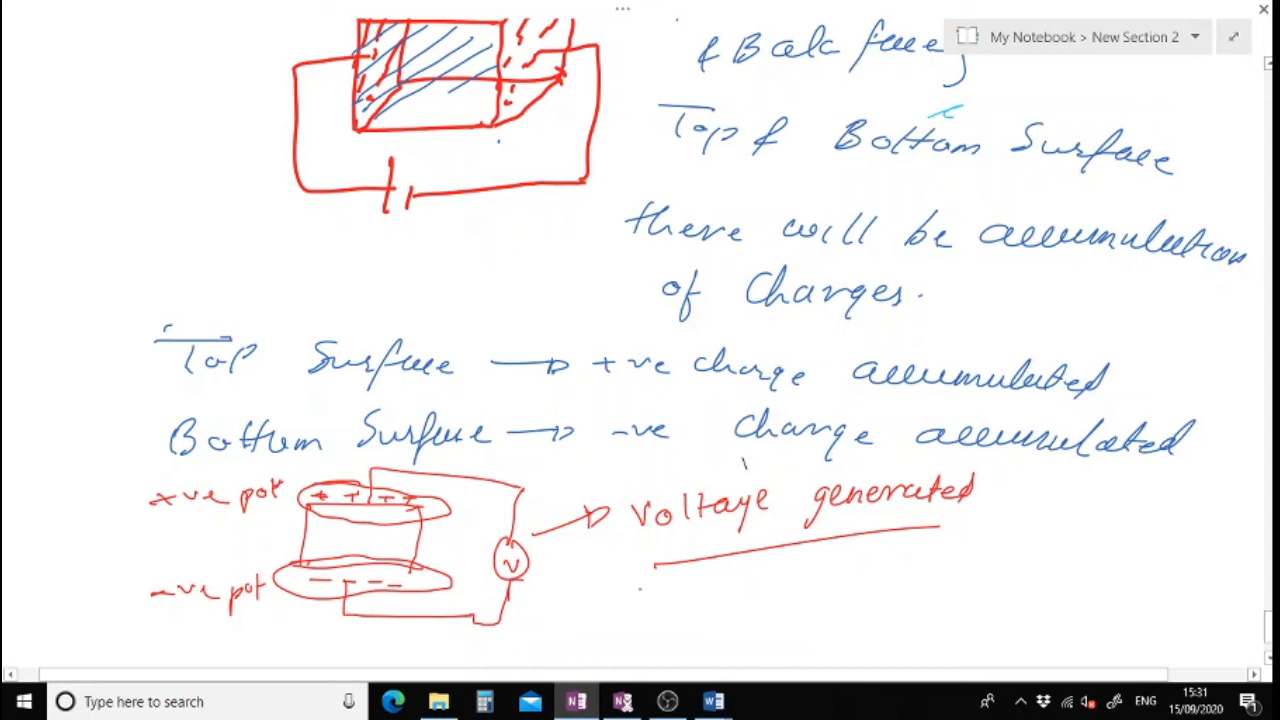 & Back face
My Notebook > New Section 2
Top & Bottom Surface
there will be accumulation
of Charges.
Top Surface → +ve charge accumulated
Bottom Surface → -ve charge accumulated
+ve pot
+ + + +
voltage generated
V
-ve pot
- - - -
Type here to search
ENG
15:31
15/09/2020
1